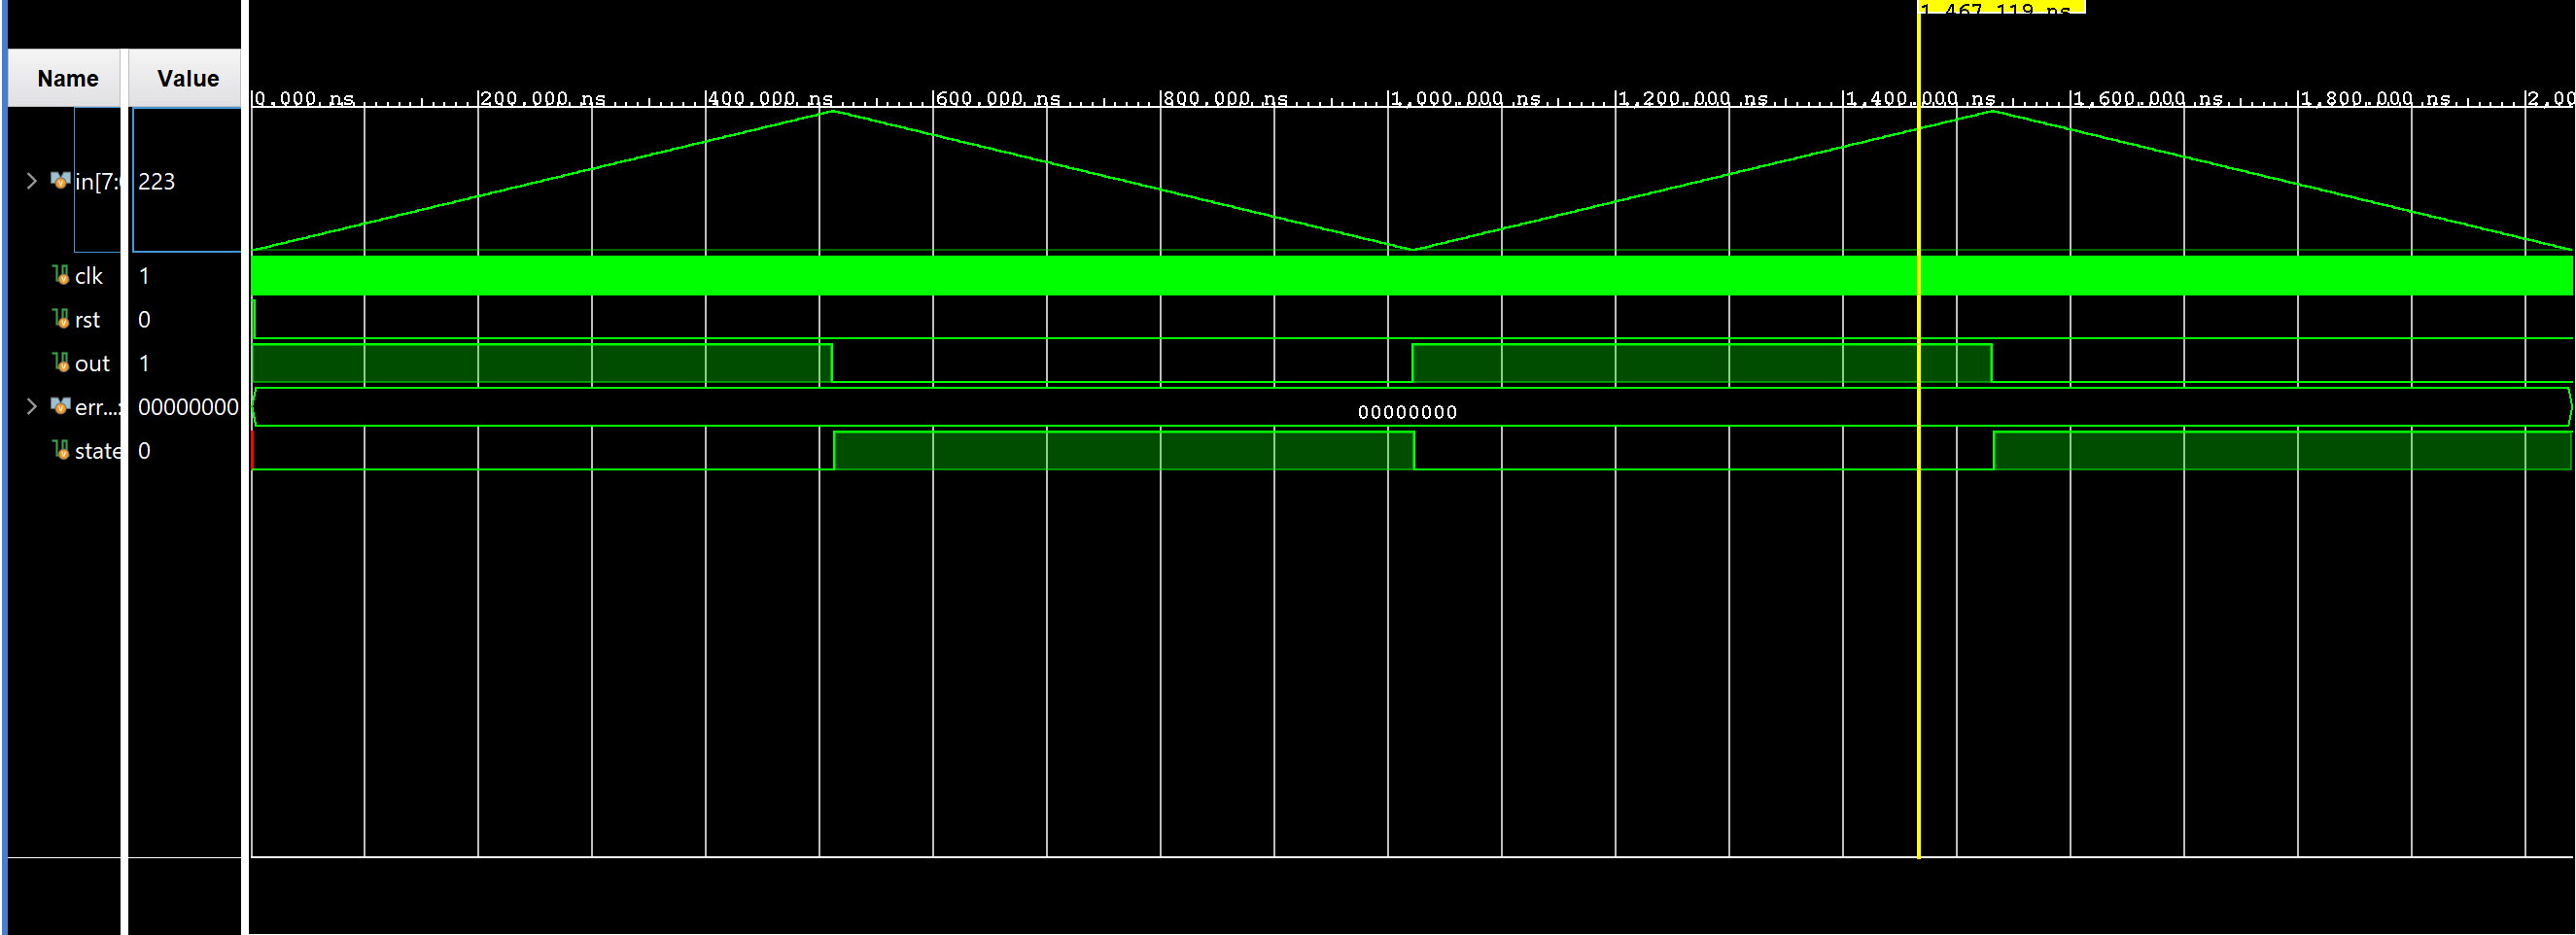 1,467.119 ns
Name Value
0.000 ns 200.000 ns 400.000 ns 600.000 ns 800.000 ns 1,000.000 ns 1,200.000 ns 1,400.000 ns 1,600.000 ns 1,800.000 ns 2,00
in[7: 223
clk 1
rst 0
out 1
err...: 00000000 00000000
state 0